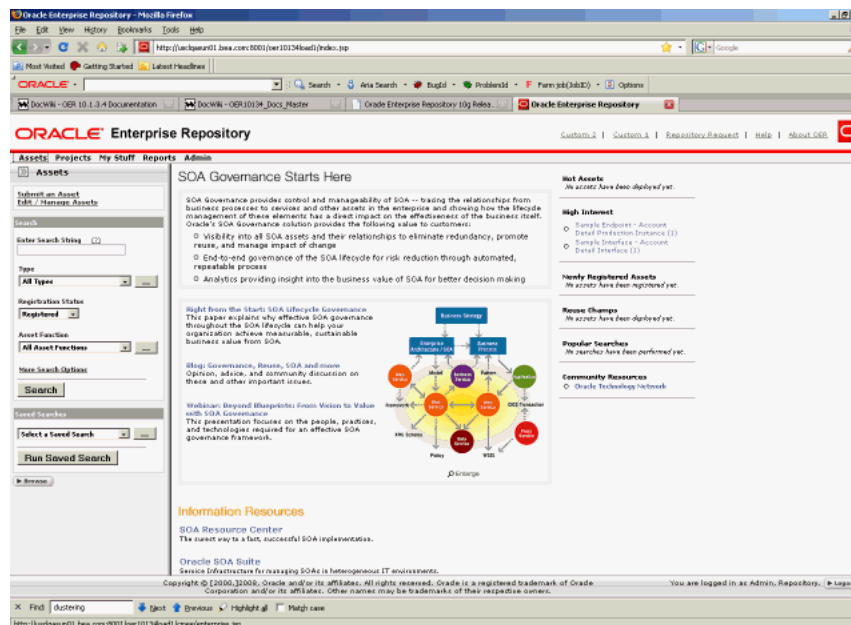 Oracle Enterprise Repository - Mozilla Firefox
File Edit View History Bookmarks Tools Help
Google
Most Visited Getting Started Latest Headlines
ORACLE Search Aria Search BugId ProblemId Farm job(JobID) Options
DocWiki - OER 10.1.3.4 Documentation DocWiki - OER10134_Docs_Master Oracle Enterprise Repository 10g Relea... Oracle Enterprise Repository
ORACLE Enterprise Repository
Custom 2 | Custom 1 | Repository Request | Help | About OER
Assets Projects My Stuff Reports Admin
Assets
Submit an Asset
Edit / Manage Assets
Search
Enter Search String (?)
Type
All Types
...
Registration Status
Registered
Asset Function
All Asset Functions
...
More Search Options
Search
Saved Searches
Select a Saved Search
...
Run Saved Search
Browse
SOA Governance Starts Here
SOA Governance provides control and manageability of SOA -- tracing the relationships from
business processes to services and other assets in the enterprise and showing how the lifecycle
management of these elements has a direct impact on the effectiveness of the business itself.
Oracle's SOA Governance solution provides the following value to customers:
Visibility into all SOA assets and their relationships to eliminate redundancy, promote
reuse, and manage impact of change
End-to-end governance of the SOA lifecycle for risk reduction through automated,
repeatable process
Analytics providing insight into the business value of SOA for better decision making
Right from the Start: SOA Lifecycle Governance
This paper explains why effective SOA governance
throughout the SOA lifecycle can help your
organization achieve measurable, sustainable
business value from SOA.
Blog: Governance, Reuse, SOA and more
Opinion, advice, and community discussion on
these and other important issues.
Webinar: Beyond Blueprints: From Vision to Value
with SOA Governance
This presentation focuses on the people, practices,
and technologies required for an effective SOA
governance framework.
Business Strategy
Enterprise
Architecture / SOA
Business
Process
Model
Pattern
Business
Service
Application
Framework
XML Schema
Data
Service
Policy
WSDL
Enlarge
Information Resources
SOA Resource Center
The surest way to a fast, successful SOA implementation.
Oracle SOA Suite
Service Infrastructure for managing SOAs in heterogeneous IT environments.
Hot Assets
No assets have been deployed yet.
High Interest
Sample Endpoint - Account
Detail Production Instance (1)
Sample Interface - Account
Detail Interface (1)
Newly Registered Assets
No assets have been registered yet.
Reuse Champs
No assets have been deployed yet.
Popular Searches
No searches have been performed yet.
Community Resources
Oracle Technology Network
Copyright © [2000,]2008, Oracle and/or its affiliates. All rights reserved. Oracle is a registered trademark of Oracle
Corporation and/or its affiliates. Other names may be trademarks of their respective owners.
You are logged in as Admin, Repository.
Find clustering Next Previous Highlight all Match case